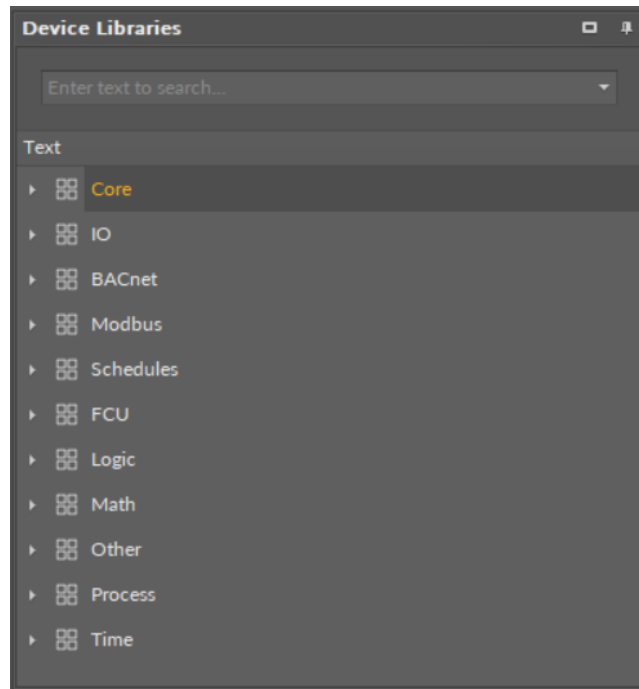 Device Libraries
Enter text to search...
Text
Core
IO
BACnet
Modbus
Schedules
FCU
Logic
Math
Other
Process
Time